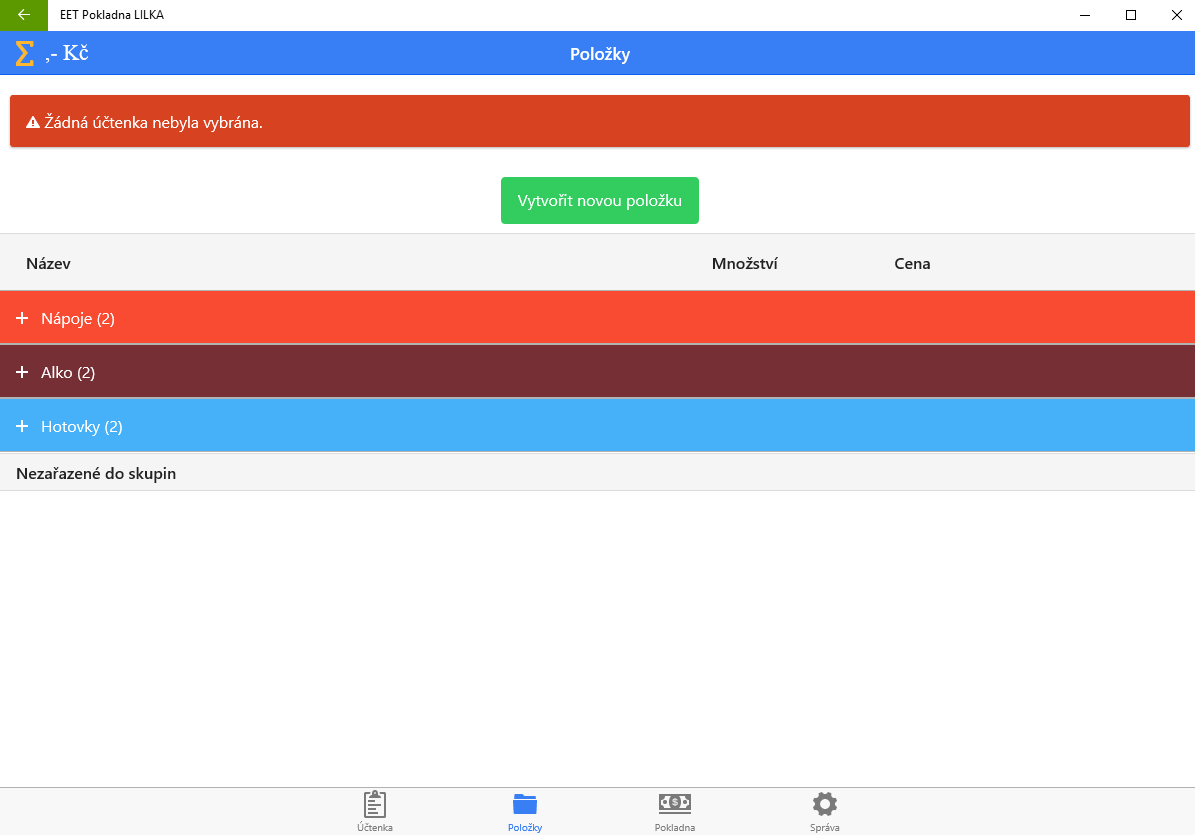 EET Pokladna LILKA
Σ ,- Kč
Položky
Žádná účtenka nebyla vybrána.
Vytvořit novou položku
Název Množství Cena
+ Nápoje (2)
+ Alko (2)
+ Hotovky (2)
Nezařazené do skupin
Účtenka Položky Pokladna Správa